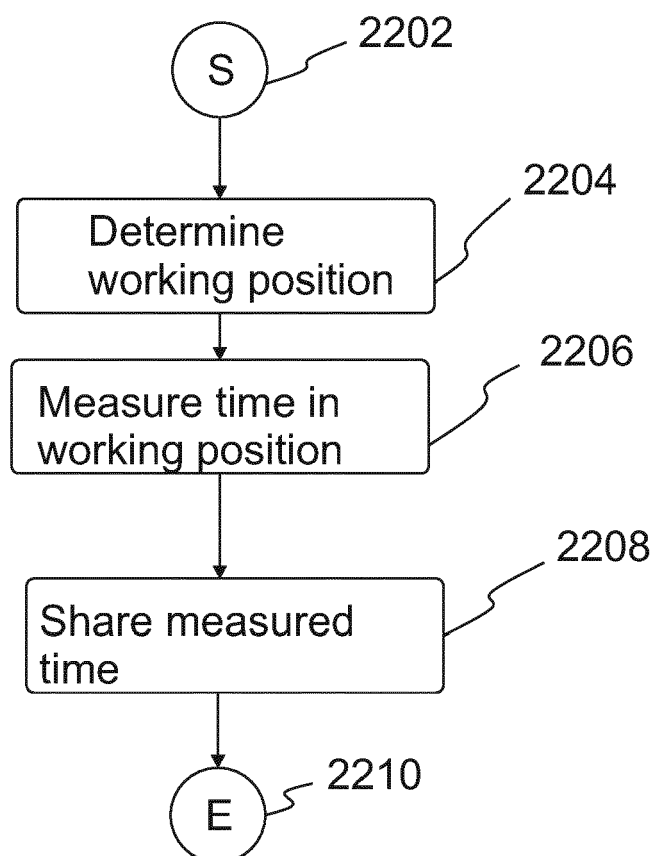 2202
S
2204
Determine
working position
2206
Measure time in
working position
2208
Share measured
time
2210
E